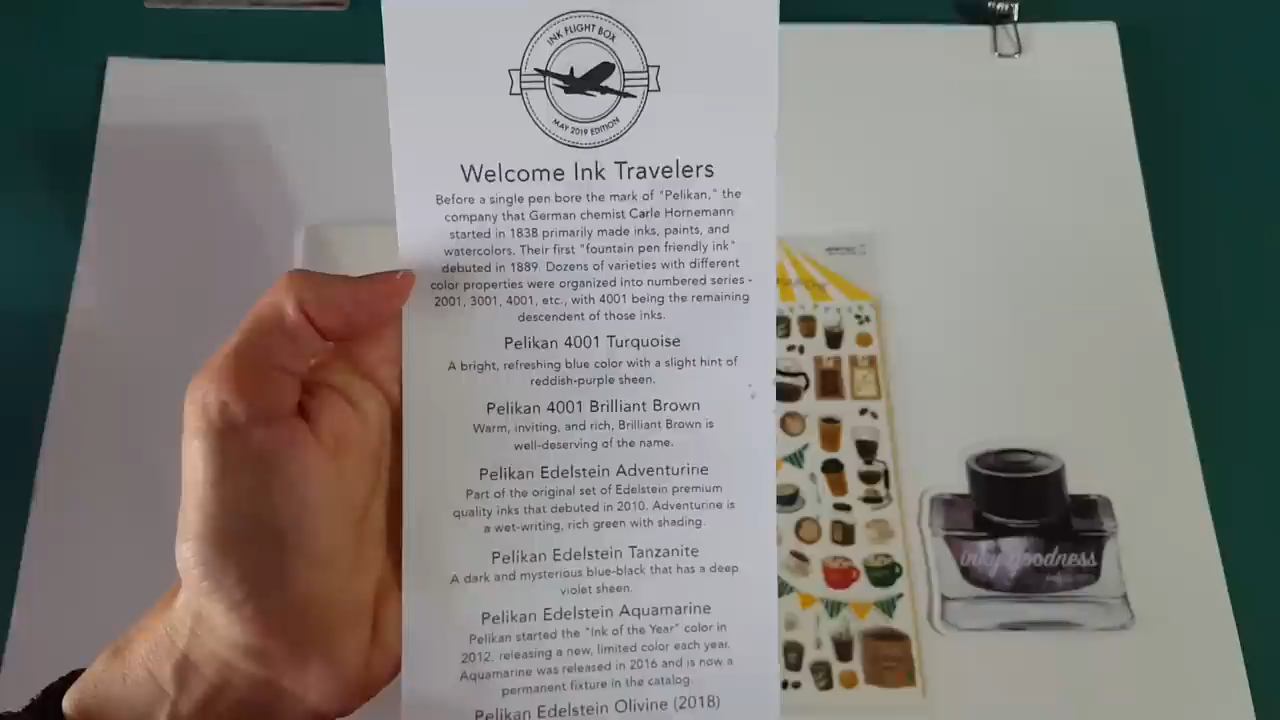 INK FLIGHT BOX
MAY 2019 EDITION
Welcome Ink Travelers
Before a single pen bore the mark of "Pelikan," the
company that German chemist Carle Hornemann
started in 1838 primarily made inks, paints, and
watercolors. Their first "fountain pen friendly ink"
debuted in 1889. Dozens of varieties with different
color properties were organized into numbered series -
2001, 3001, 4001, etc., with 4001 being the remaining
descendent of those inks.
Pelikan 4001 Turquoise
A bright, refreshing blue color with a slight hint of
reddish-purple sheen.
Pelikan 4001 Brilliant Brown
Warm, inviting, and rich, Brilliant Brown is
well-deserving of the name.
Pelikan Edelstein Adventurine
Part of the original set of Edelstein premium
quality inks that debuted in 2010. Adventurine is
a wet-writing, rich green with shading.
Pelikan Edelstein Tanzanite
A dark and mysterious blue-black that has a deep
violet sheen.
Pelikan Edelstein Aquamarine
Pelikan started the "Ink of the Year" color in
2012, releasing a new, limited color each year.
Aquamarine was released in 2016 and is now a
permanent fixture in the catalog.
Pelikan Edelstein Olivine (2018)
inky goodness